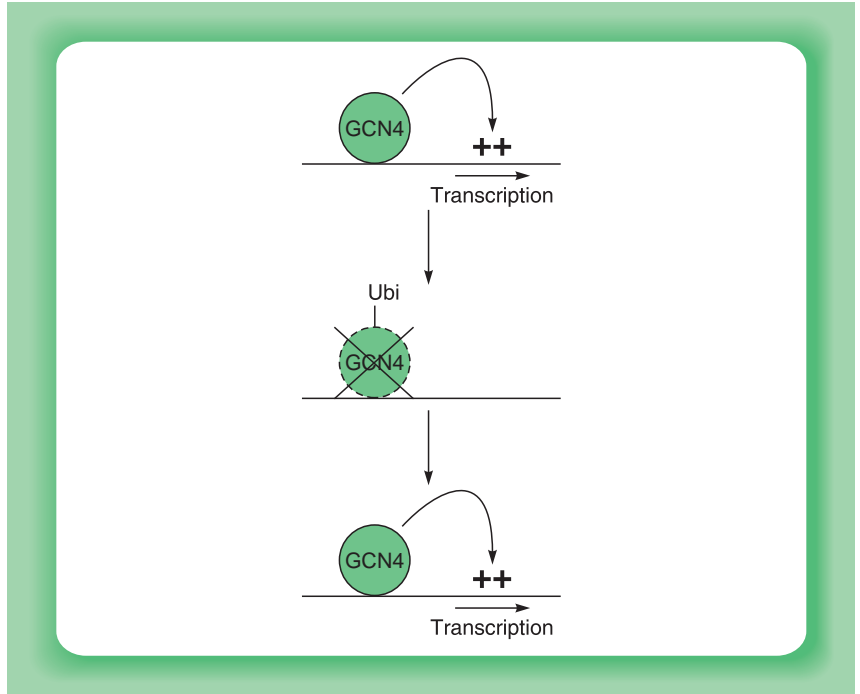 GCN4
++
Transcription
Ubi
GCN4
GCN4
++
Transcription